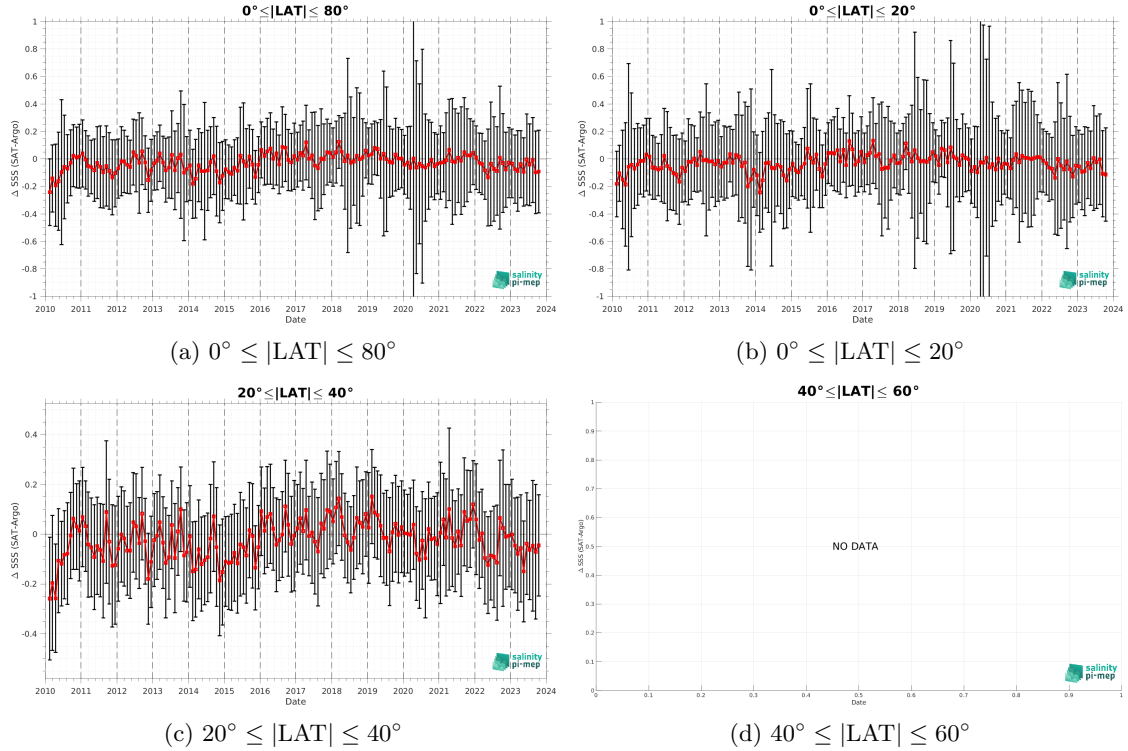 0°≤|LAT|≤ 80°
1
0.8
0.6
0.4
0.2
0
-0.2
-0.4
-0.6
-0.8
-1
Δ SSS (SAT-Argo)
2010 2011 2012 2013 2014 2015 2016 2017 2018 2019 2020 2021 2022 2023 2024
Date
salinity
pi-mep
(a) 0° ≤ |LAT| ≤ 80°
0°≤|LAT|≤ 20°
1
0.8
0.6
0.4
0.2
0
-0.2
-0.4
-0.6
-0.8
-1
Δ SSS (SAT-Argo)
2010 2011 2012 2013 2014 2015 2016 2017 2018 2019 2020 2021 2022 2023 2024
Date
salinity
pi-mep
(b) 0° ≤ |LAT| ≤ 20°
20°≤|LAT|≤ 40°
0.4
0.2
0
-0.2
-0.4
Δ SSS (SAT-Argo)
2010 2011 2012 2013 2014 2015 2016 2017 2018 2019 2020 2021 2022 2023 2024
Date
salinity
pi-mep
(c) 20° ≤ |LAT| ≤ 40°
40°≤|LAT|≤ 60°
1
0.9
0.8
0.7
0.6
0.5
0.4
0.3
0.2
0.1
0
Δ SSS (SAT-Argo)
NO DATA
0 0.1 0.2 0.3 0.4 0.5 0.6 0.7 0.8 0.9 1
Date
salinity
pi-mep
(d) 40° ≤ |LAT| ≤ 60°